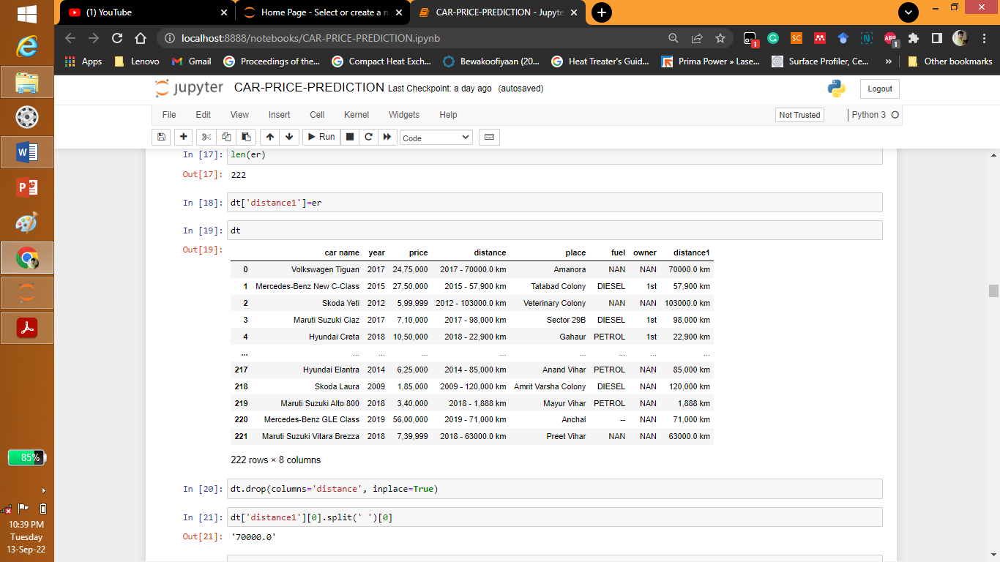 (1) YouTube
Home Page - Select or create a n
CAR-PRICE-PREDICTION - Jupyte
localhost:8888/notebooks/CAR-PRICE-PREDICTION.ipynb
1
G
SC
N
ABP
1
Apps
Lenovo
Gmail
Proceedings of the...
Compact Heat Exch...
Bewakoofiyaan (20...
Heat Treater's Guid...
Prima Power » Lase...
Surface Profiler, Ce...
»
Other bookmarks
jupyter CAR-PRICE-PREDICTION Last Checkpoint: a day ago (autosaved)
Logout
File Edit View Insert Cell Kernel Widgets Help
Not Trusted
Python 3
Run
Code
In [17]: len(er)
Out[17]: 222
In [18]: dt['distance1']=er
In [19]: dt
Out[19]:
car name year price distance place fuel owner distance1
0 Volkswagen Tiguan 2017 24,75,000 2017 - 70000.0 km Amanora NAN NAN 70000.0 km
1 Mercedes-Benz New C-Class 2015 27,50,000 2015 - 57,900 km Tatabad Colony DIESEL 1st 57,900 km
2 Skoda Yeti 2012 5,99,999 2012 - 103000.0 km Veterinary Colony NAN NAN 103000.0 km
3 Maruti Suzuki Ciaz 2017 7,10,000 2017 - 98,000 km Sector 29B DIESEL 1st 98,000 km
4 Hyundai Creta 2018 10,50,000 2018 - 22,900 km Gahaur PETROL 1st 22,900 km
... ... ... ... ... ... ... ... ...
217 Hyundai Elantra 2014 6,25,000 2014 - 85,000 km Anand Vihar PETROL NAN 85,000 km
218 Skoda Laura 2009 1,85,000 2009 - 120,000 km Amrit Varsha Colony DIESEL NAN 120,000 km
219 Maruti Suzuki Alto 800 2018 3,40,000 2018 - 1,888 km Mayur Vihar PETROL NAN 1,888 km
220 Mercedes-Benz GLE Class 2019 56,00,000 2019 - 71,000 km Anchal -- NAN 71,000 km
221 Maruti Suzuki Vitara Brezza 2018 7,39,999 2018 - 63000.0 km Preet Vihar NAN NAN 63000.0 km
222 rows × 8 columns
In [20]: dt.drop(columns='distance', inplace=True)
In [21]: dt['distance1'][0].split(' ')[0]
Out[21]: '70000.0'
W
P
85%
10:39 PM
Tuesday
13-Sep-22